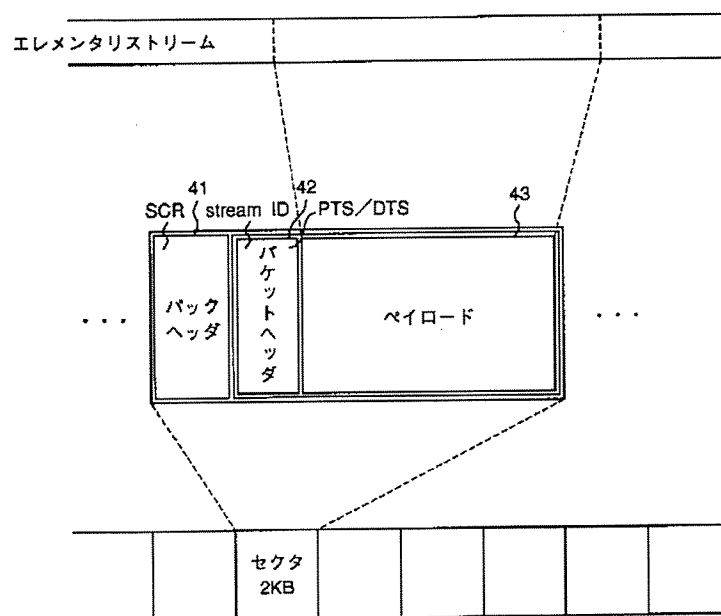 エレメンタリストリーム
41
42
43
SCR
stream ID
PTS／DTS
・・・
パック
ヘッダ
パケットヘッダ
ペイロード
・・・
セクタ
2KB